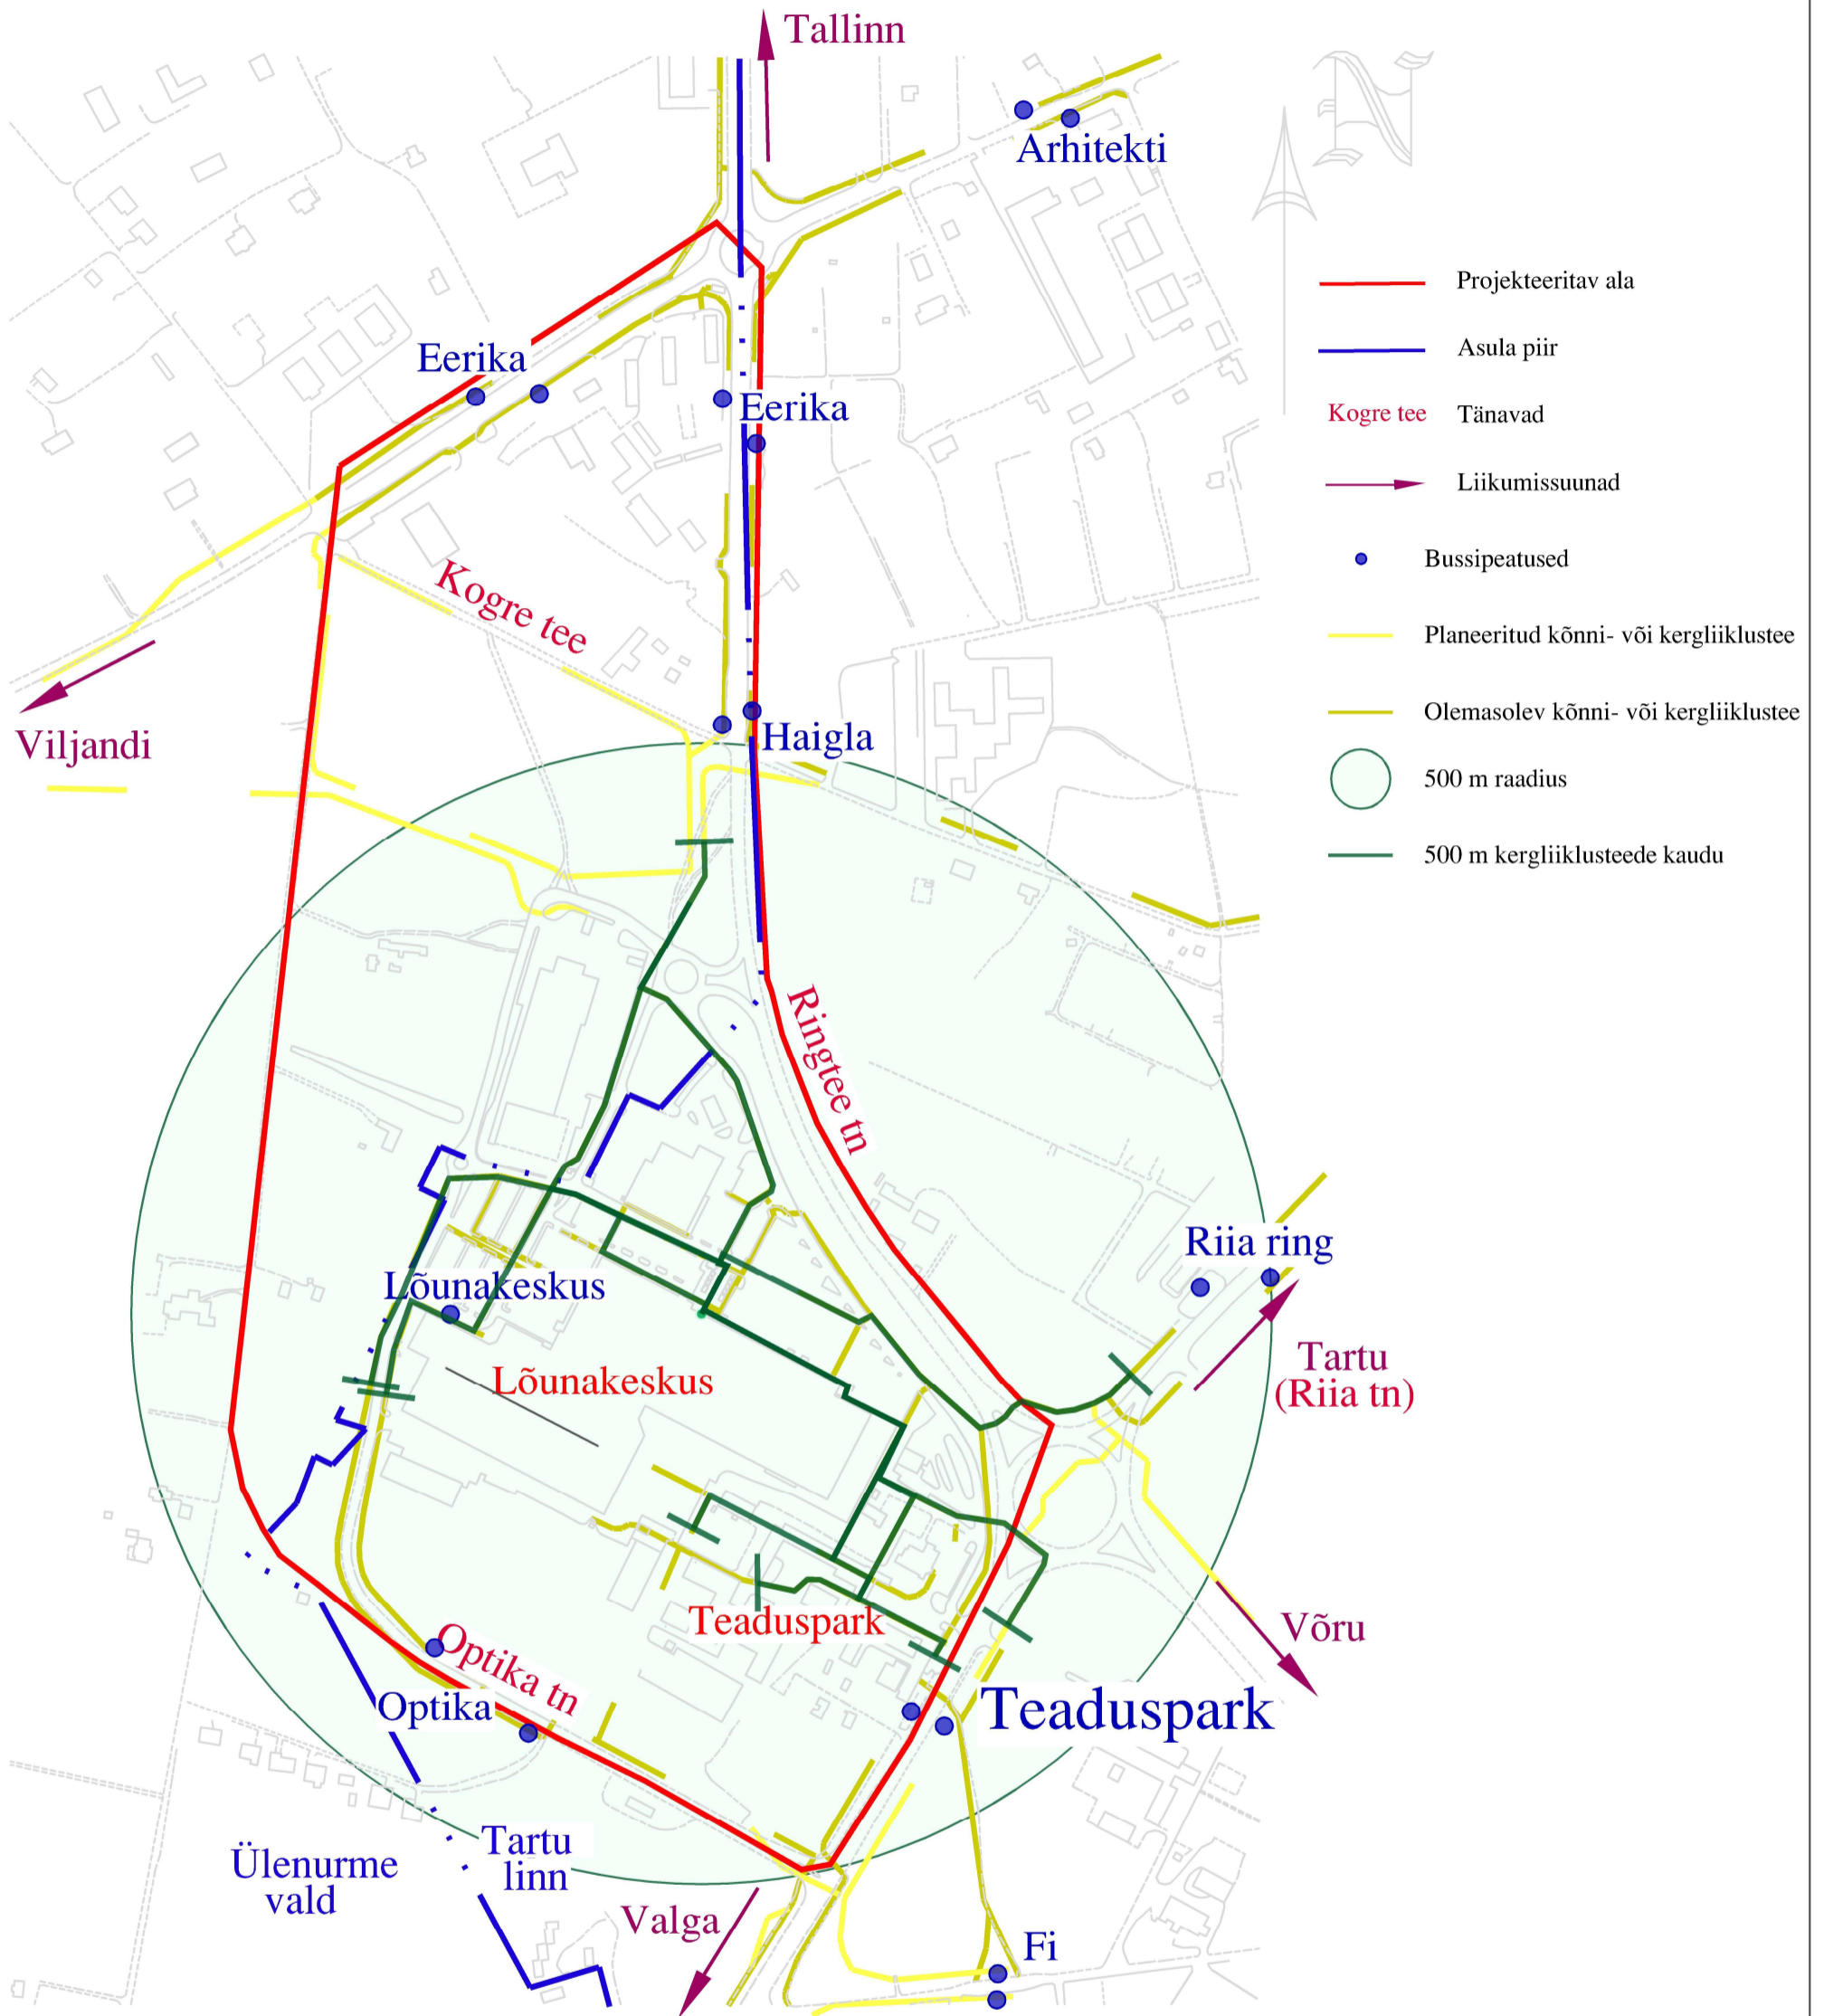 Tallinn
Arhitekti
N
Projekteeritav ala
Asula piir
Kogre tee
Tänavad
Liikumissuunad
Bussipeatused
Planeeritud kõnni- või kergliiklustee
Olemasolev kõnni- või kergliiklustee
500 m raadius
500 m kergliiklusteede kaudu
Eerika
Eerika
Kogre tee
Viljandi
Haigla
Ringtee tn
Riia ring
Lõunakeskus
Tartu
(Riia tn)
Lõunakeskus
Teaduspark
Võru
Optika tn
Optika
Teaduspark
Tartu
linn
Ülenurme
vald
Valga
Fi